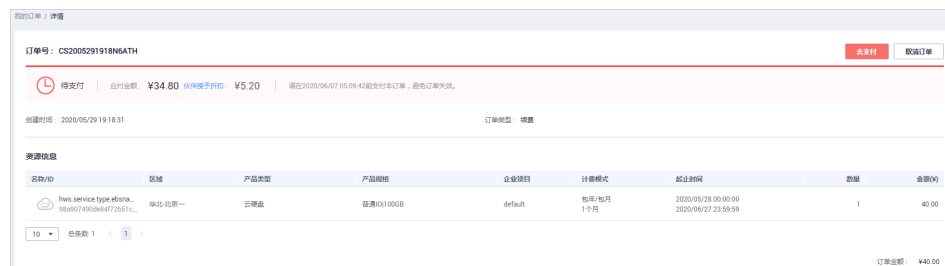 我的订单 / 详情
订单号： CS2005291918N6ATH
去支付 取消订单
待支付 应付金额： ¥34.80 伙伴授予折扣： ¥5.20 请在2020/06/07 05:09:42前支付本订单，避免订单失效。
创建时间： 2020/05/29 19:18:31 订单类型： 续费
资源信息
名称/ID 区域 产品类型 产品规格 企业项目 计费模式 起止时间 数量 金额(¥)
hws.service.type.ebsna... 华北-北京一 云硬盘 普通IO|100GB default 包年/包月 2020/05/28 00:00:00 1 40.00
98a907490de84f72b51c... 1个月 2020/06/27 23:59:59
10 总条数: 1 < 1 >
订单金额： ¥40.00